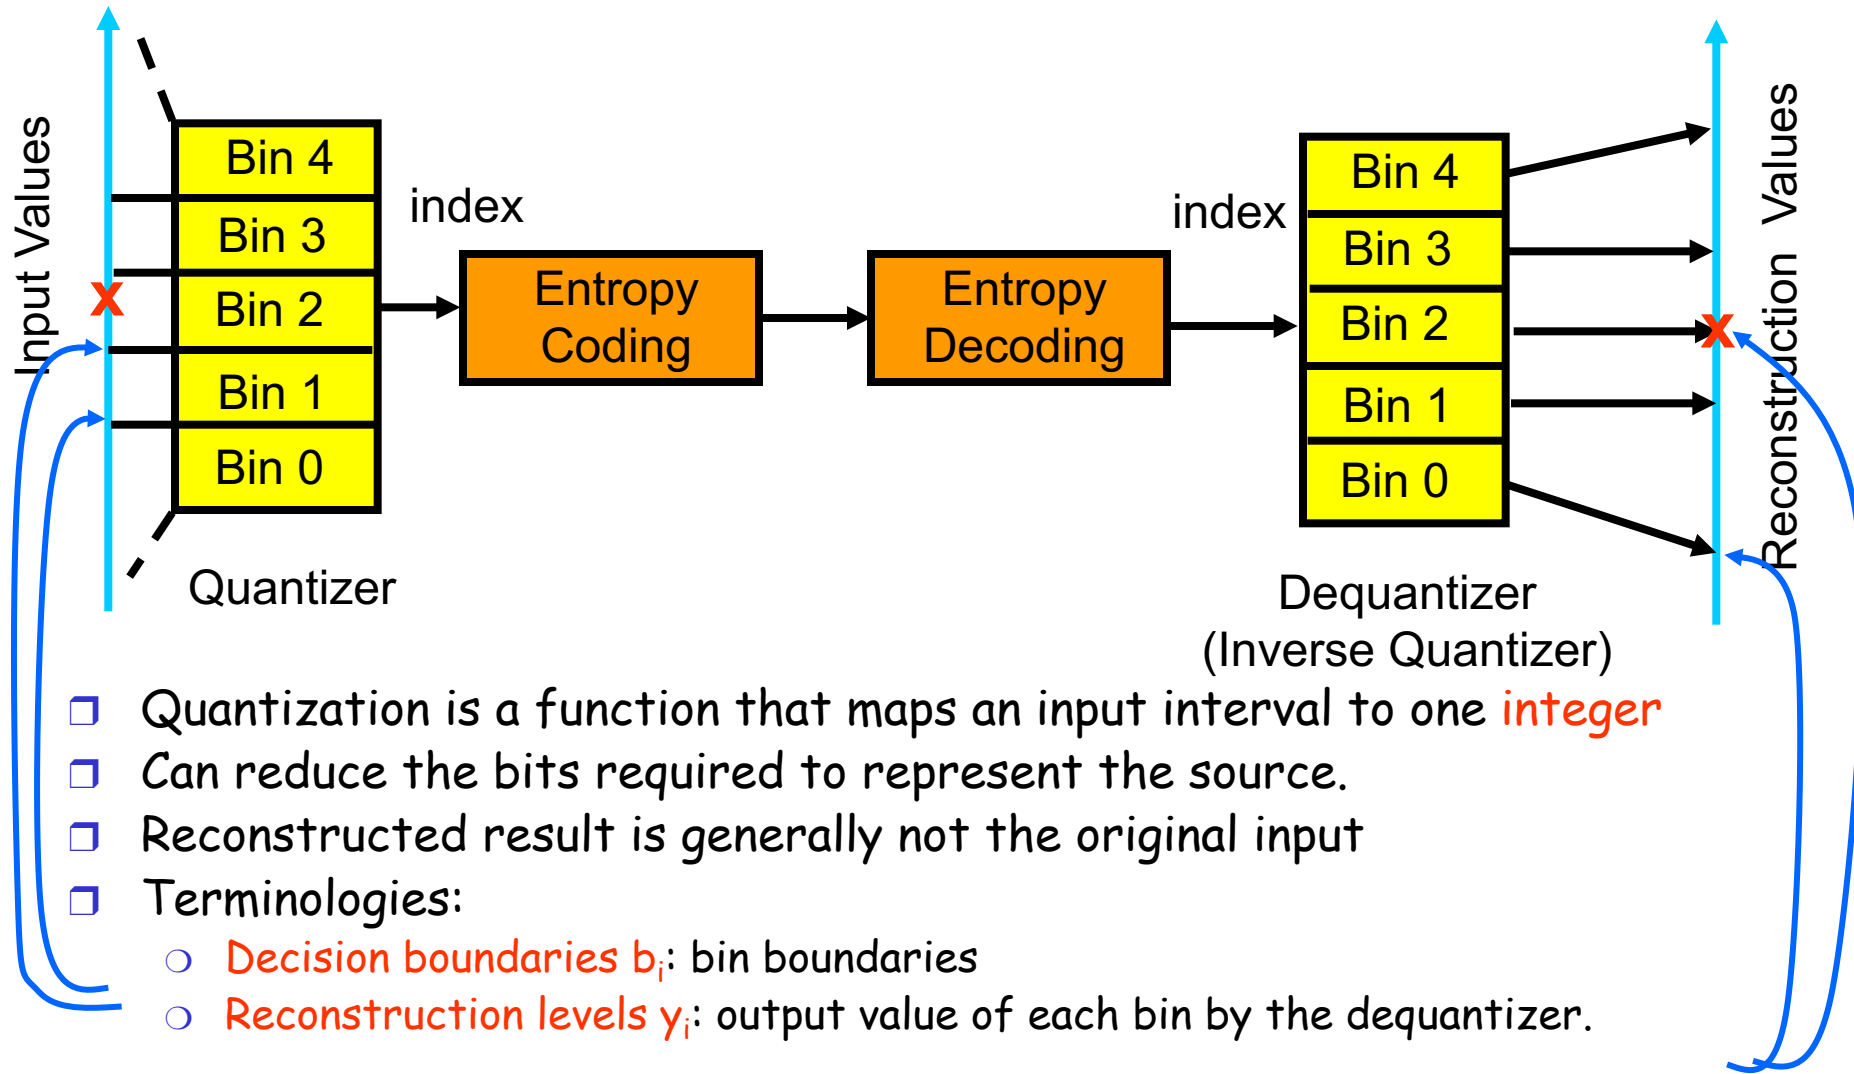 Input Values
Bin 4
Bin 3
Bin 2
Bin 1
Bin 0
Quantizer
index
Entropy
Coding
Entropy
Decoding
index
Bin 4
Bin 3
Bin 2
Bin 1
Bin 0
Dequantizer
(Inverse Quantizer)
Reconstruction Values
x
x
Quantization is a function that maps an input interval to one integer
Can reduce the bits required to represent the source.
Reconstructed result is generally not the original input
Terminologies:
Decision boundaries bi: bin boundaries
Reconstruction levels yi: output value of each bin by the dequantizer.